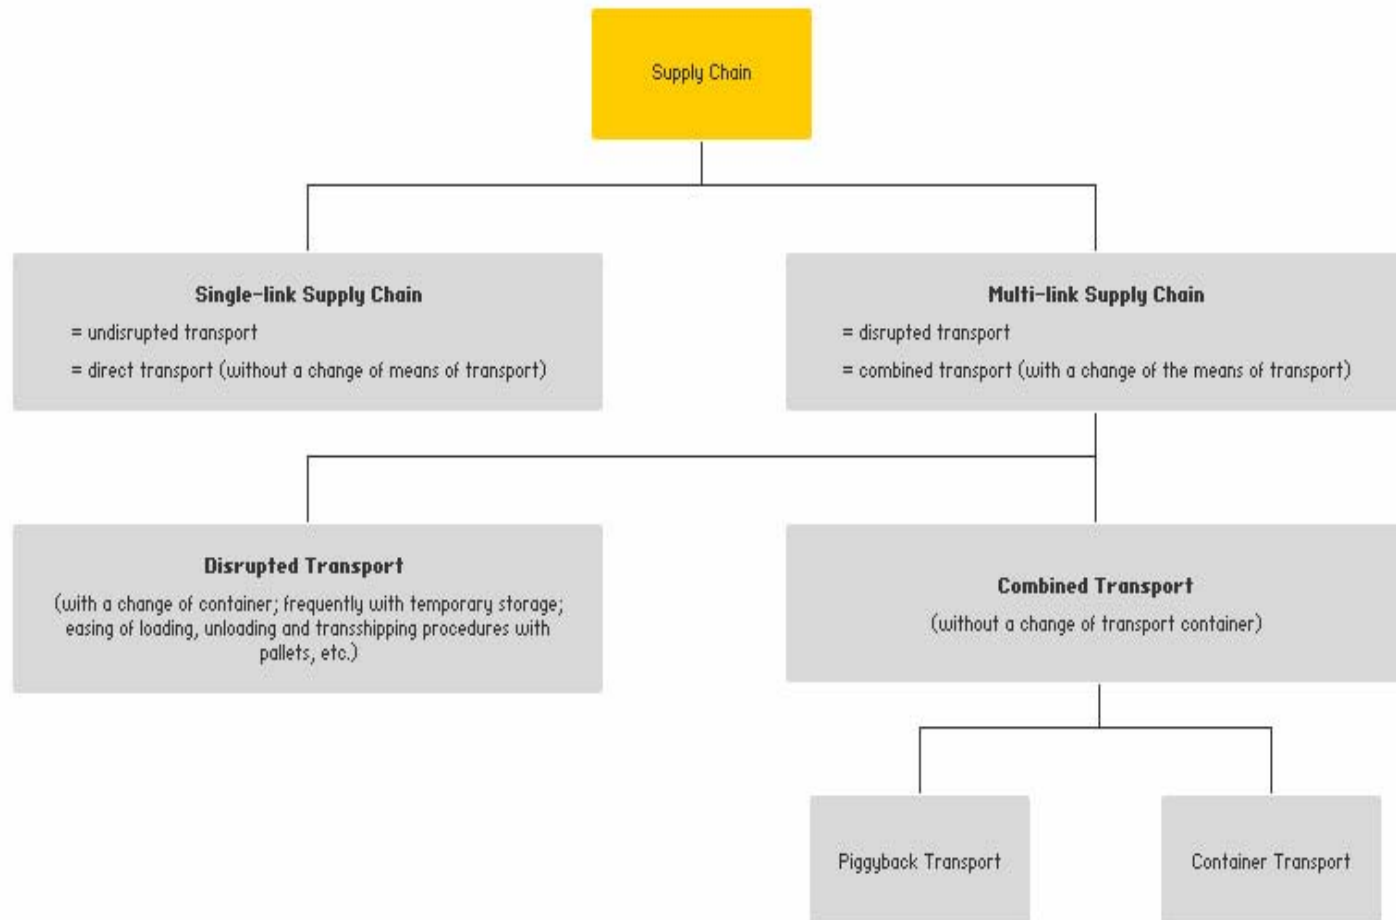 Supply Chain
Single-link Supply Chain
= undisrupted transport
= direct transport (without a change of means of transport)
Multi-link Supply Chain
= disrupted transport
= combined transport (with a change of the means of transport)
Disrupted Transport
(with a change of container; frequently with temporary storage;
easing of loading, unloading and transshipping procedures with
pallets, etc.)
Combined Transport
(without a change of transport container)
Piggyback Transport
Container Transport